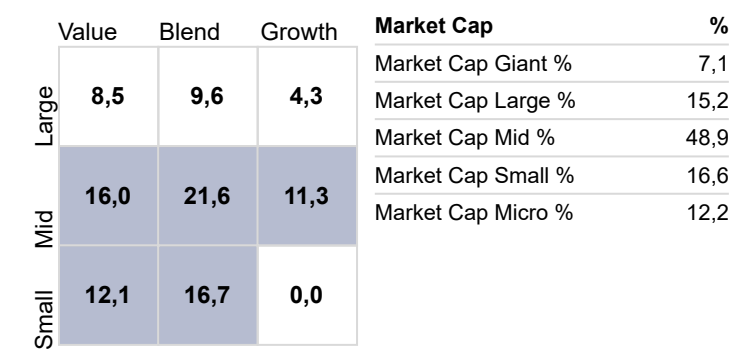 Value Blend Growth
Large 8,5 9,6 4,3
Mid 16,0 21,6 11,3
Small 12,1 16,7 0,0
Market Cap %
Market Cap Giant % 7,1
Market Cap Large % 15,2
Market Cap Mid % 48,9
Market Cap Small % 16,6
Market Cap Micro % 12,2